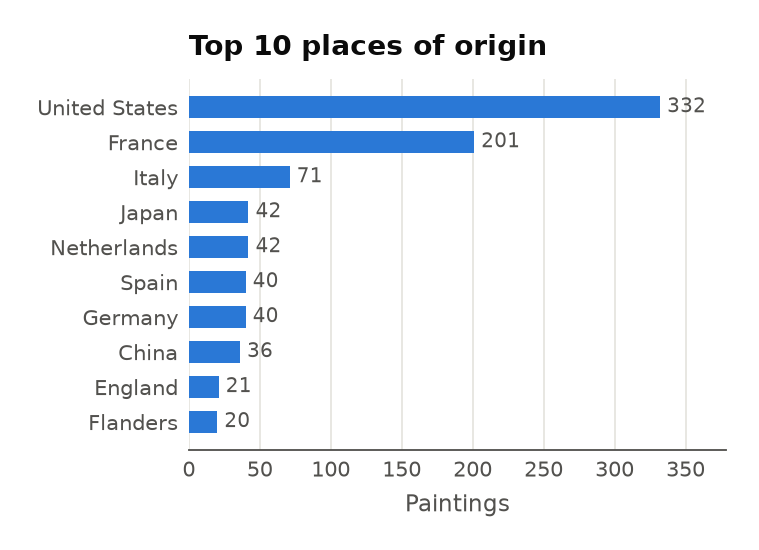 Top 10 places of origin
United States 332
France 201
Italy 71
Japan 42
Netherlands 42
Spain 40
Germany 40
China 36
England 21
Flanders 20
0 50 100 150 200 250 300 350
Paintings